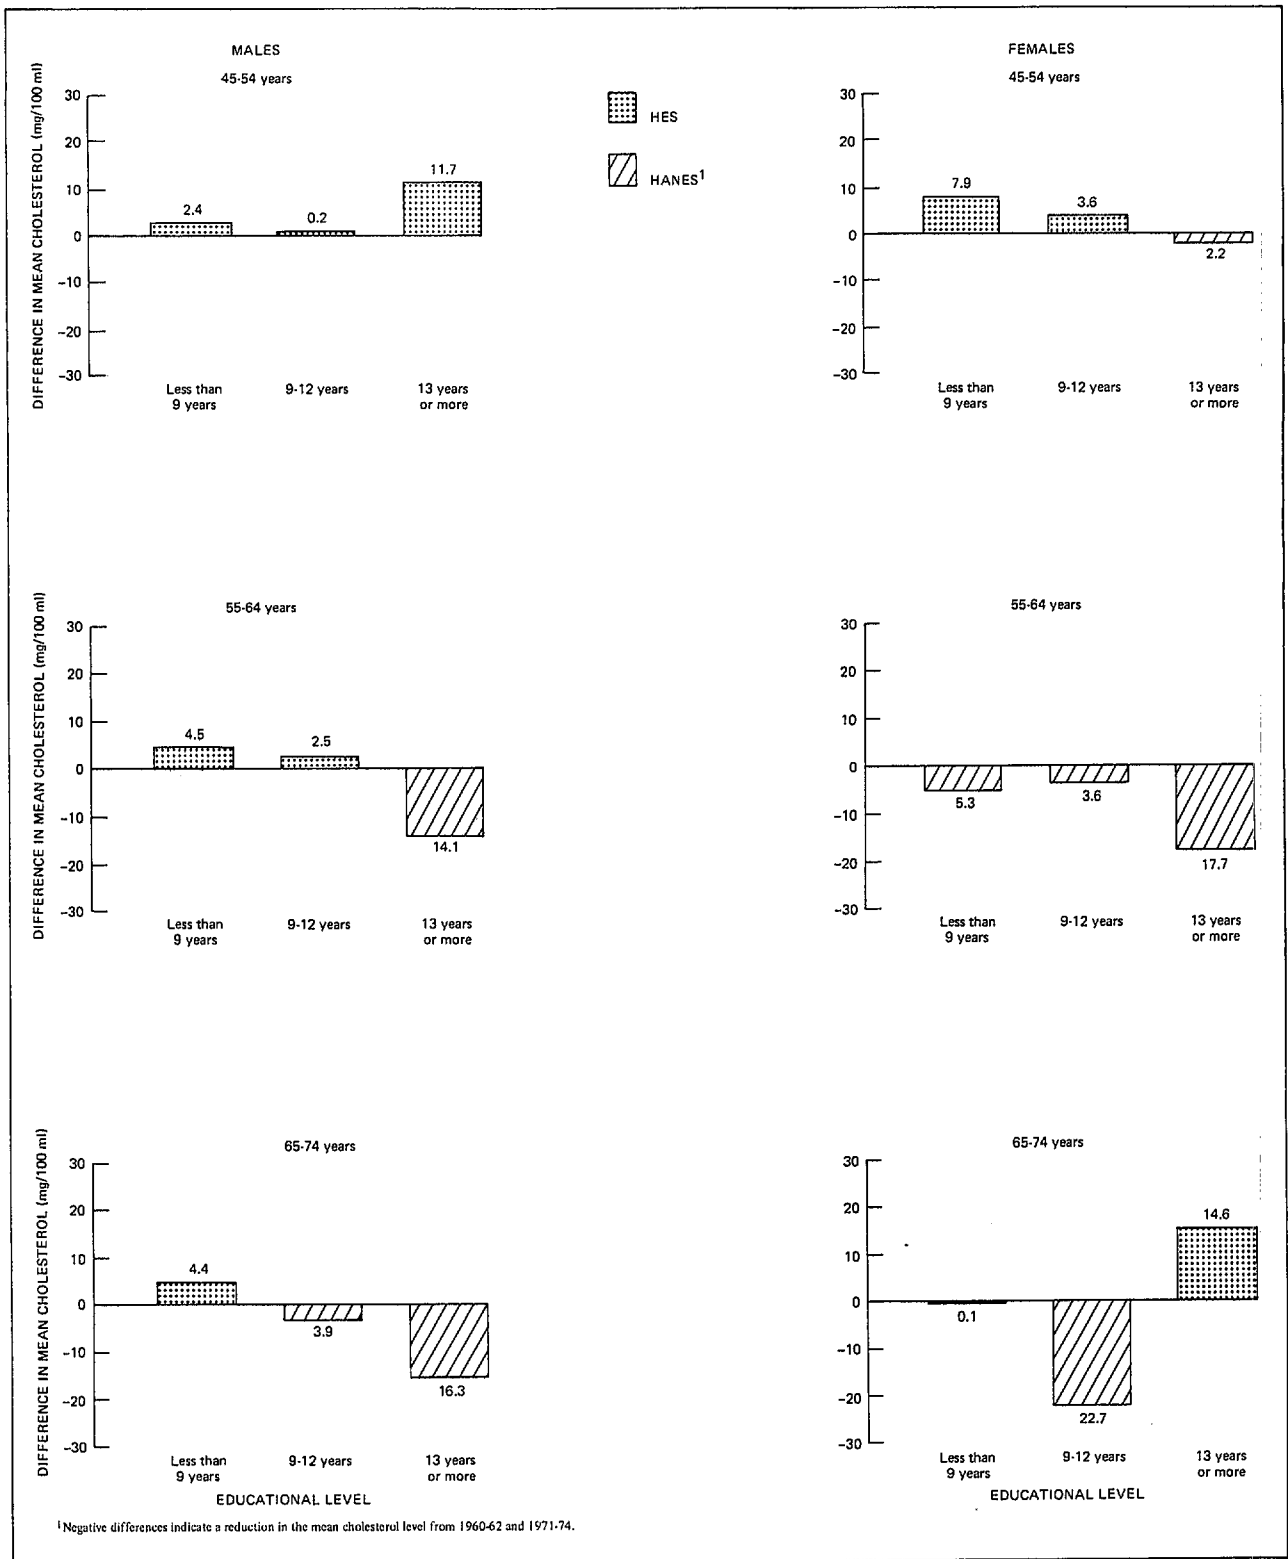 MALES
45-54 years
DIFFERENCE IN MEAN CHOLESTEROL (mg/100 ml)
30
20
10
0
-10
-20
-30
2.4
0.2
11.7
Less than
9 years
9-12 years
13 years
or more
HES
HANES1
FEMALES
45-54 years
30
20
10
0
-10
-20
-30
7.9
3.6
2.2
Less than
9 years
9-12 years
13 years
or more
55-64 years
DIFFERENCE IN MEAN CHOLESTEROL (mg/100 ml)
30
20
10
0
-10
-20
-30
4.5
2.5
14.1
Less than
9 years
9-12 years
13 years
or more
55-64 years
30
20
10
0
-10
-20
-30
5.3
3.6
17.7
Less than
9 years
9-12 years
13 years
or more
65-74 years
DIFFERENCE IN MEAN CHOLESTEROL (mg/100 ml)
30
20
10
0
-10
-20
-30
4.4
3.9
16.3
Less than
9 years
9-12 years
13 years
or more
EDUCATIONAL LEVEL
65-74 years
30
20
10
0
-10
-20
-30
0.1
22.7
14.6
Less than
9 years
9-12 years
13 years
or more
EDUCATIONAL LEVEL
1Negative differences indicate a reduction in the mean cholesterol level from 1960-62 and 1971-74.